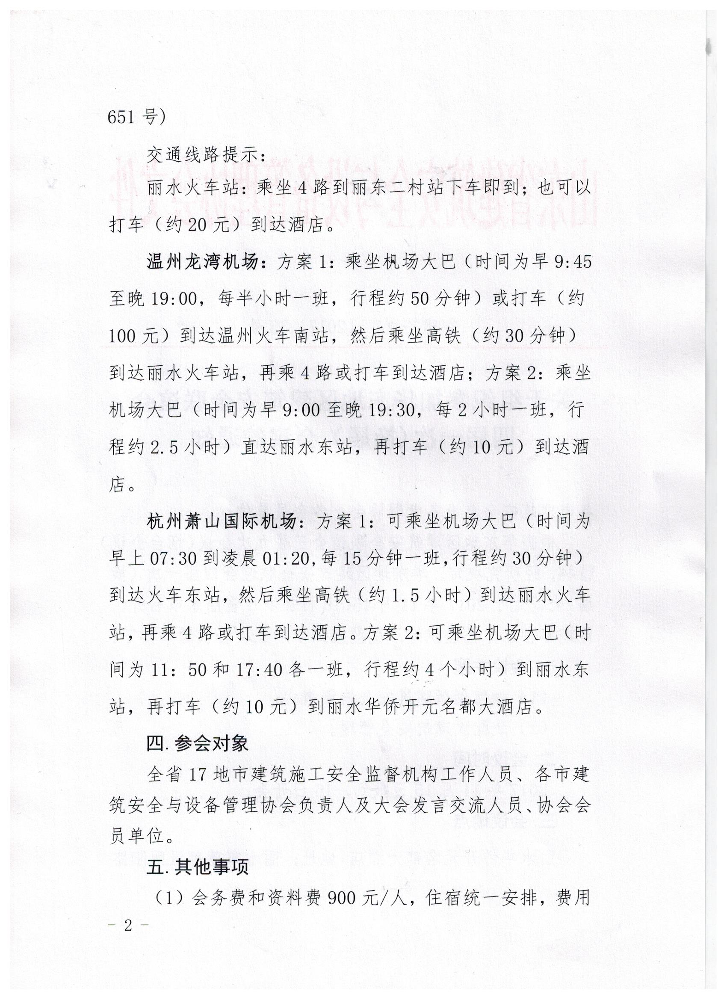 651 号)
交通线路提示：
丽水火车站：乘坐 4 路到丽东二村站下车即到；也可以
打车（约 20 元）到达酒店。
温州龙湾机场：方案 1：乘坐机场大巴（时间为早 9:45
至晚 19:00，每半小时一班，行程约 50 分钟）或打车（约
100 元）到达温州火车南站，然后乘坐高铁（约 30 分钟）
到达丽水火车站，再乘 4 路或打车到达酒店；方案 2：乘坐
机场大巴（时间为早 9:00 至晚 19:30，每 2 小时一班，行
程约 2.5 小时）直达丽水东站，再打车（约 10 元）到达酒
店。
杭州萧山国际机场：方案 1：可乘坐机场大巴（时间为
早上 07:30 到凌晨 01:20,每 15 分钟一班,行程约 30 分钟）
到达火车东站，然后乘坐高铁（约 1.5 小时）到达丽水火车
站，再乘 4 路或打车到达酒店。方案 2：可乘坐机场大巴（时
间为 11：50 和 17:40 各一班，行程约 4 个小时）到丽水东
站，再打车（约 10 元）到丽水华侨开元名都大酒店。
四.参会对象
全省 17 地市建筑施工安全监督机构工作人员、各市建
筑安全与设备管理协会负责人及大会发言交流人员、协会会
员单位。
五.其他事项
（1）会务费和资料费 900 元/人，住宿统一安排，费用
- 2 -